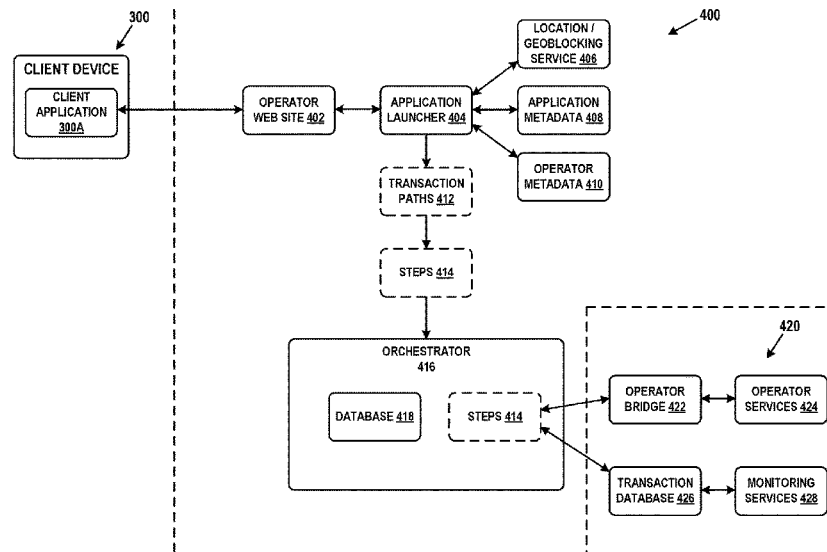 300
CLIENT DEVICE
CLIENT
APPLICATION
300A
400
LOCATION /
GEOBLOCKING
SERVICE 406
OPERATOR
WEB SITE 402
APPLICATION
LAUNCHER 404
APPLICATION
METADATA 408
OPERATOR
METADATA 410
TRANSACTION
PATHS 412
STEPS 414
ORCHESTRATOR
416
DATABASE 418
STEPS 414
420
OPERATOR
BRIDGE 422
OPERATOR
SERVICES 424
TRANSACTION
DATABASE 426
MONITORING
SERVICES 428